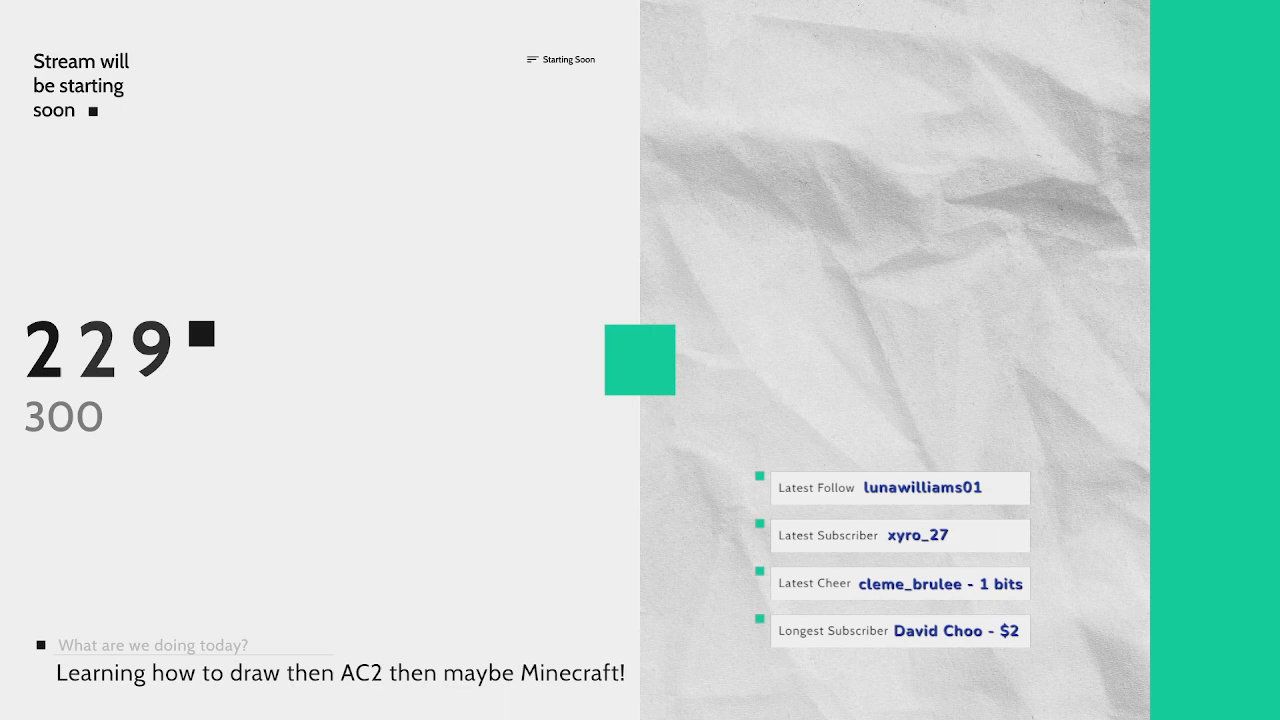 Stream will
be starting
soon
Starting Soon
229
300
What are we doing today?
Learning how to draw then AC2 then maybe Minecraft!
Latest Follow lunawilliams01
Latest Subscriber xyro_27
Latest Cheer cleme_brulee - 1 bits
Longest Subscriber David Choo - $2